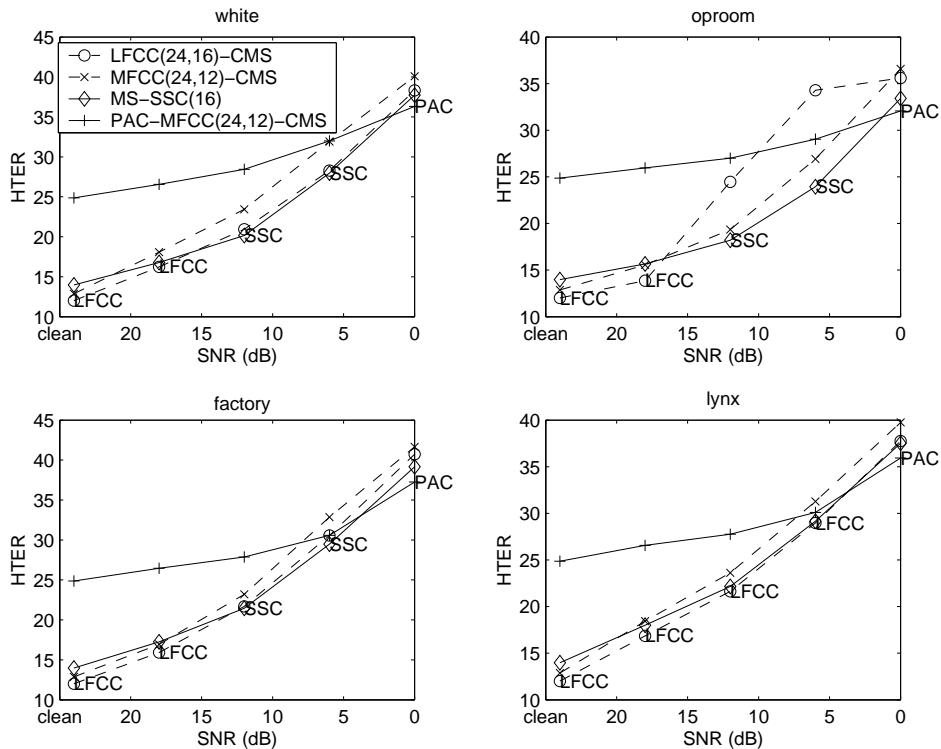 white
45
40
35
30
25
20
15
10
HTER
LFCC(24,16)−CMS
MFCC(24,12)−CMS
MS−SSC(16)
PAC−MFCC(24,12)−CMS
LFCC
LFCC
SSC
SSC
PAC
clean 20 15 10 5 0
SNR (dB)
oproom
40
35
30
25
20
15
10
HTER
LFCC
LFCC
SSC
SSC
PAC
clean 20 15 10 5 0
SNR (dB)
factory
45
40
35
30
25
20
15
10
HTER
LFCC
LFCC
SSC
SSC
PAC
clean 20 15 10 5 0
SNR (dB)
lynx
40
35
30
25
20
15
10
HTER
LFCC
LFCC
LFCC
LFCC
PAC
clean 20 15 10 5 0
SNR (dB)